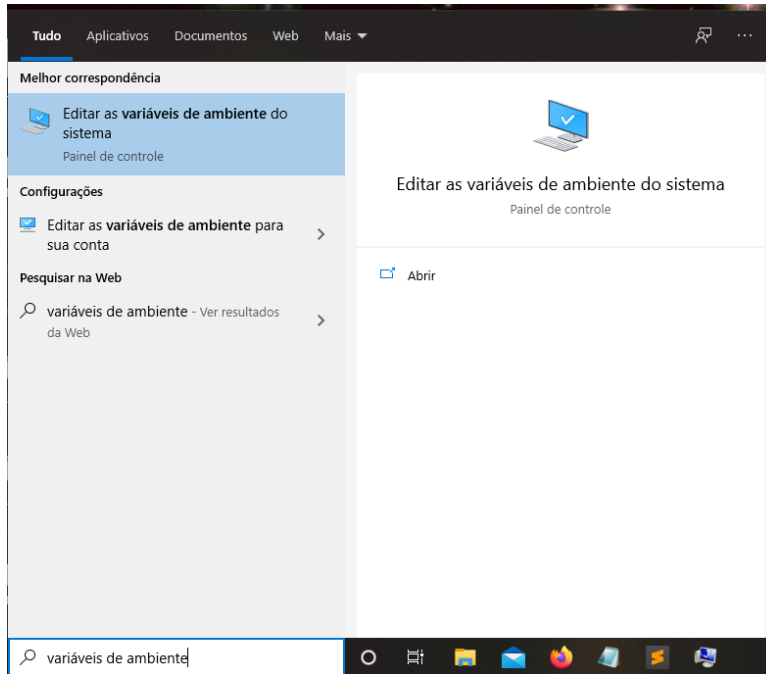 Tudo Aplicativos Documentos Web Mais
Melhor correspondência
Editar as variáveis de ambiente do
sistema
Painel de controle
Configurações
Editar as variáveis de ambiente para
sua conta
Pesquisar na Web
variáveis de ambiente - Ver resultados
da Web
Editar as variáveis de ambiente do sistema
Painel de controle
Abrir
variáveis de ambiente